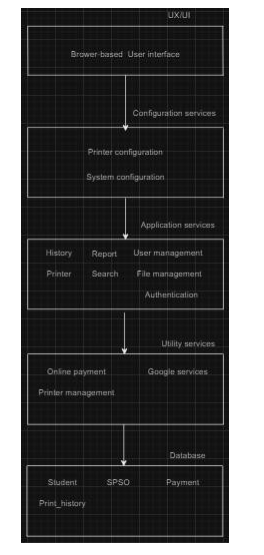 UX/UI
Brower-based User interface
Configuration services
Printer configuration
System configuration
Application services
History Report User management
Printer Search File management
Authentication
Utility services
Online payment Google services
Printer management
Database
Student SPSO Payment
Print_history